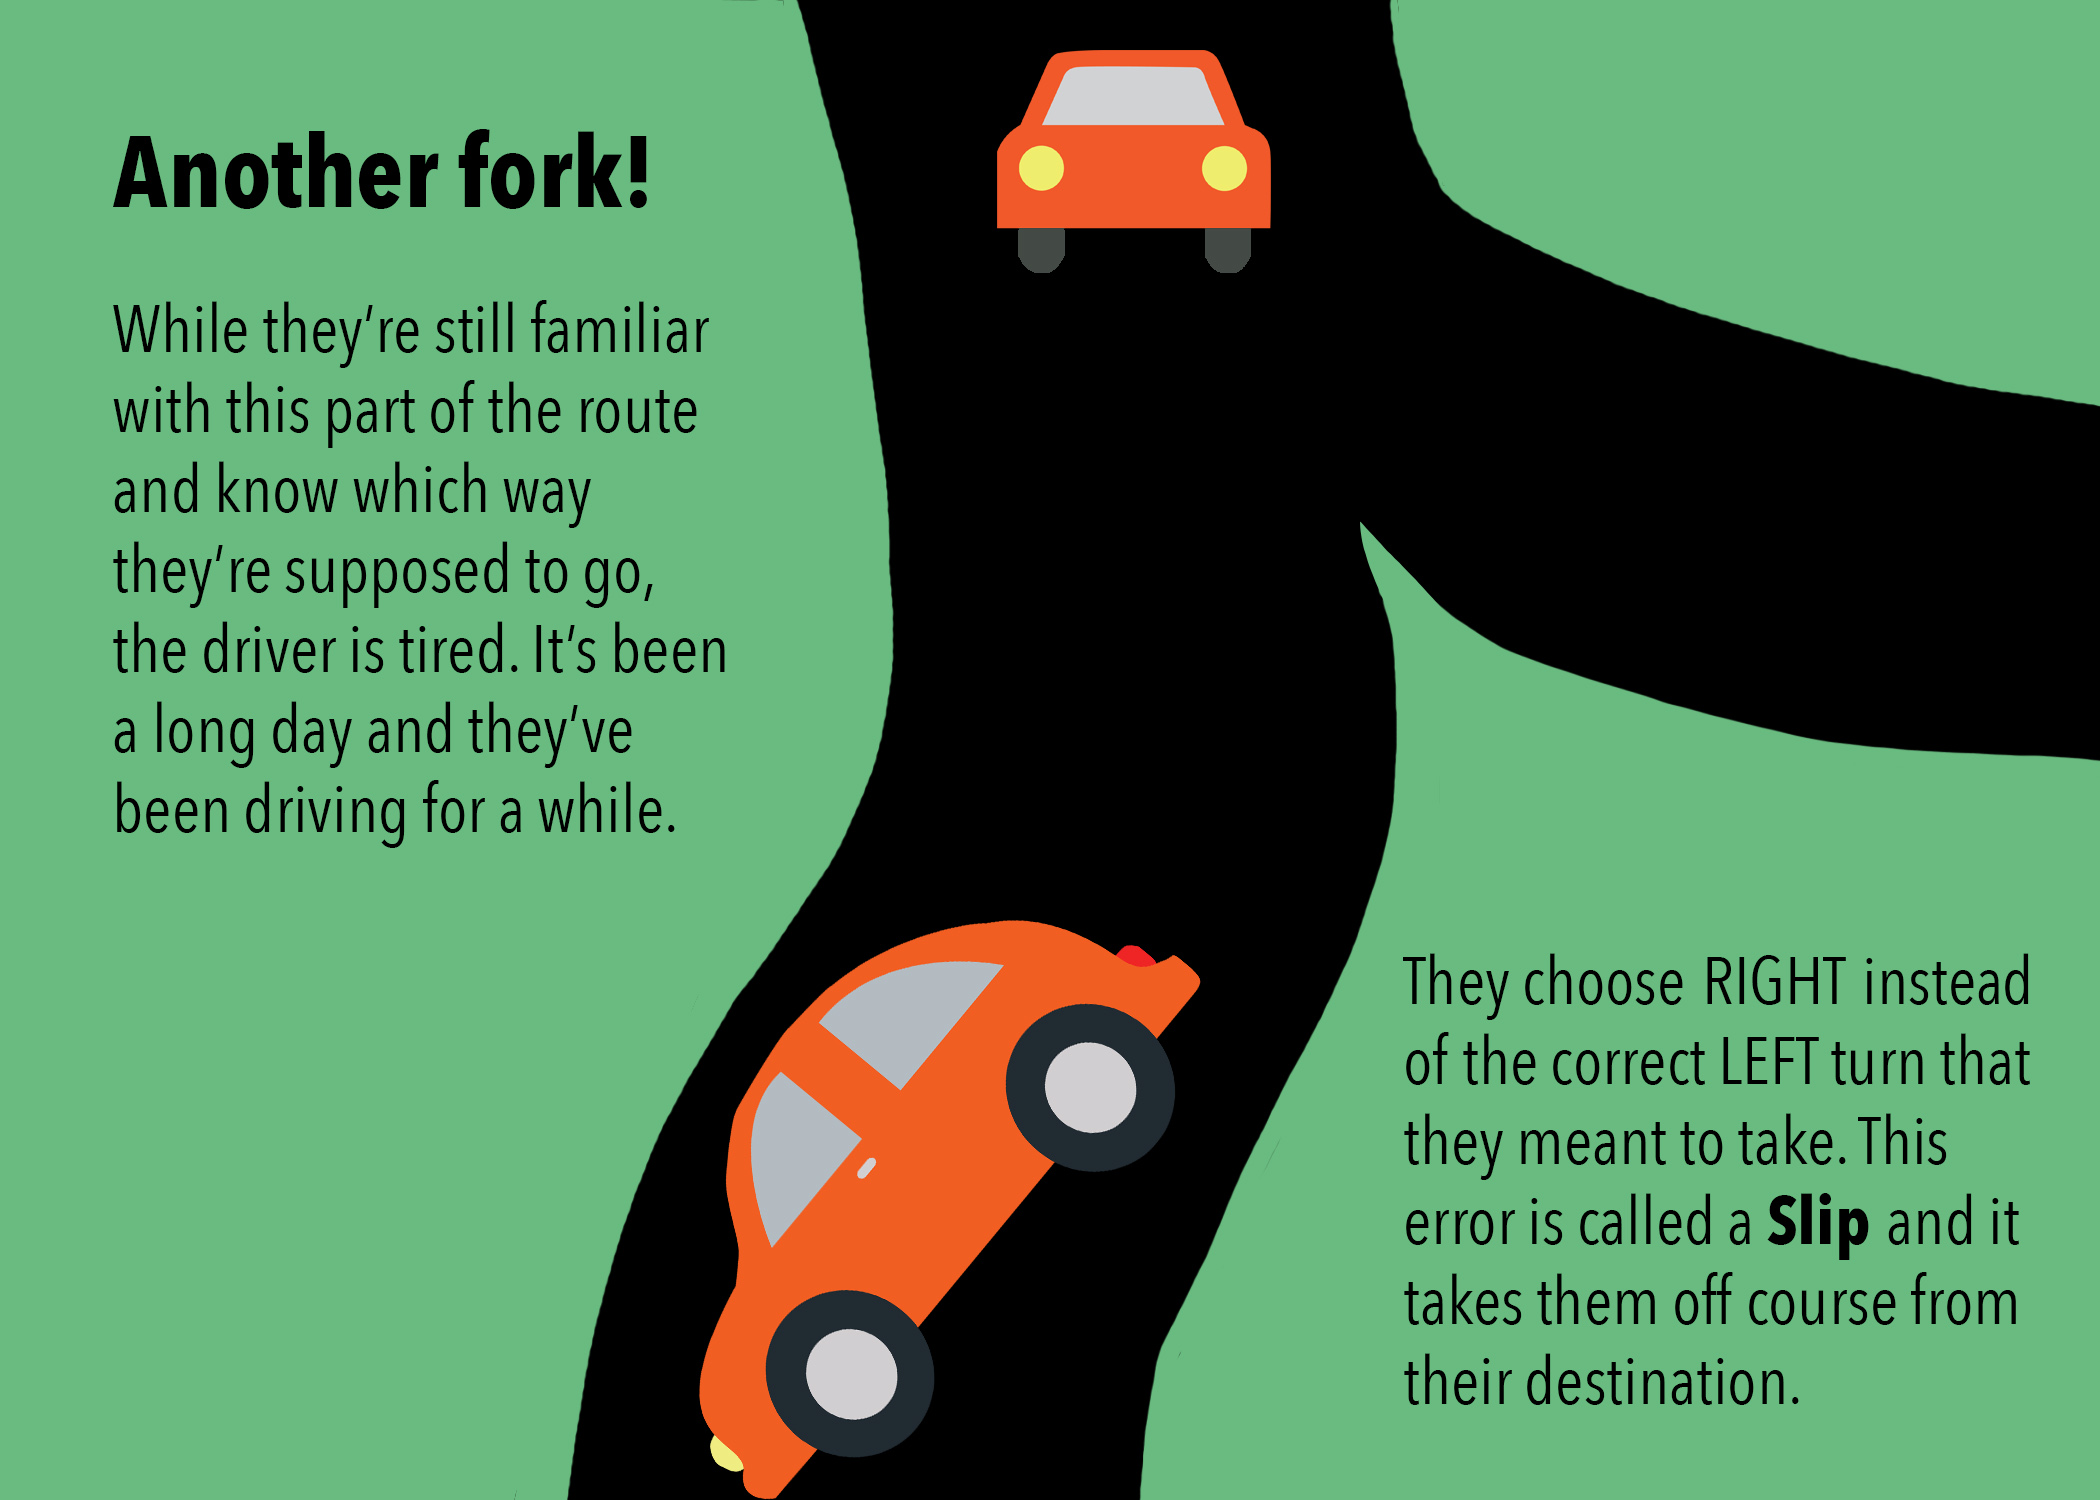 Another fork!
While they're still familiar
with this part of the route
and know which way
they're supposed to go,
the driver is tired. It's been
a long day and they've
been driving for a while.
They choose RIGHT instead
of the correct LEFT turn that
they meant to take. This
error is called a Slip and it
takes them off course from
their destination.